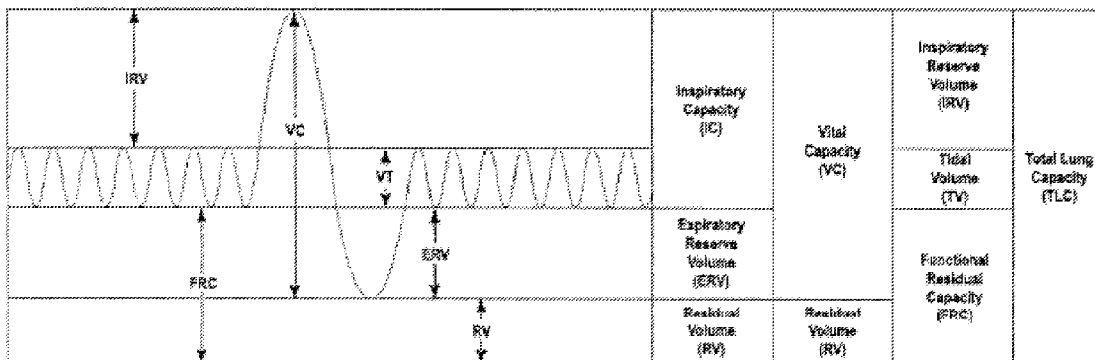 IRV
VC
VT
FRC
ERV
RV
Inspiratory
Capacity
(IC)
Expiratory
Reserve
Volume
(ERV)
Residual
Volume
(RV)
Vital
Capacity
(VC)
Residual
Volume
(RV)
Inspiratory
Reserve
Volume
(IRV)
Tidal
Volume
(TV)
Functional
Residual
Capacity
(FRC)
Total Lung
Capacity
(TLC)